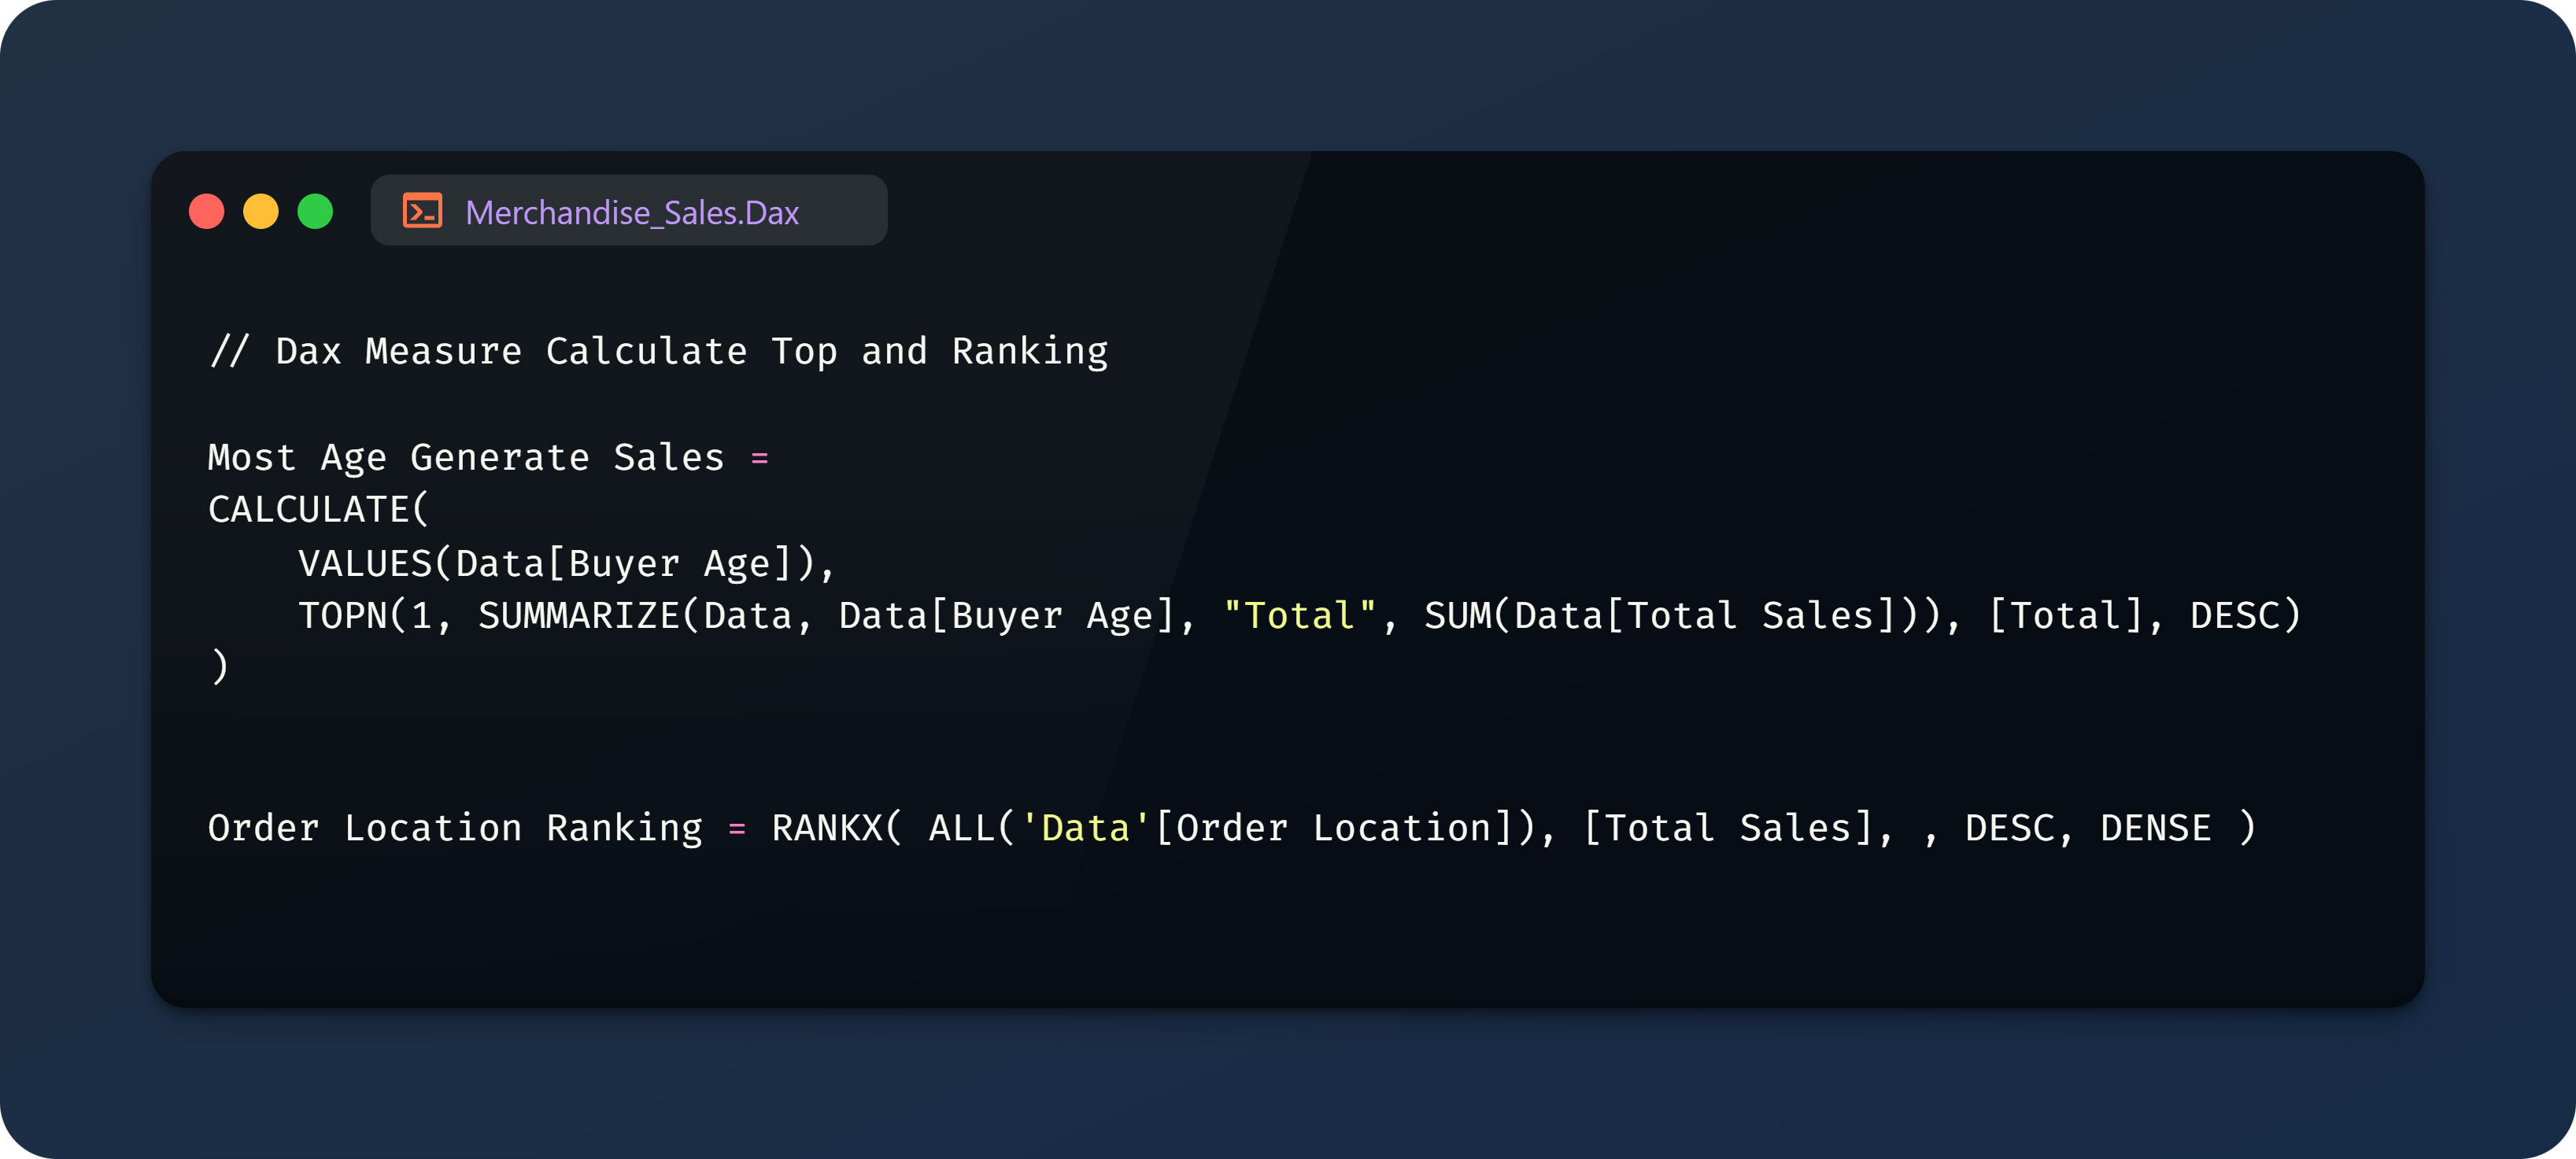 Merchandise_Sales.Dax
// Dax Measure Calculate Top and Ranking
Most Age Generate Sales =
CALCULATE(
    VALUES(Data[Buyer Age]),
    TOPN(1, SUMMARIZE(Data, Data[Buyer Age], "Total", SUM(Data[Total Sales])), [Total], DESC)
)
Order Location Ranking = RANKX( ALL('Data'[Order Location]), [Total Sales], , DESC, DENSE )